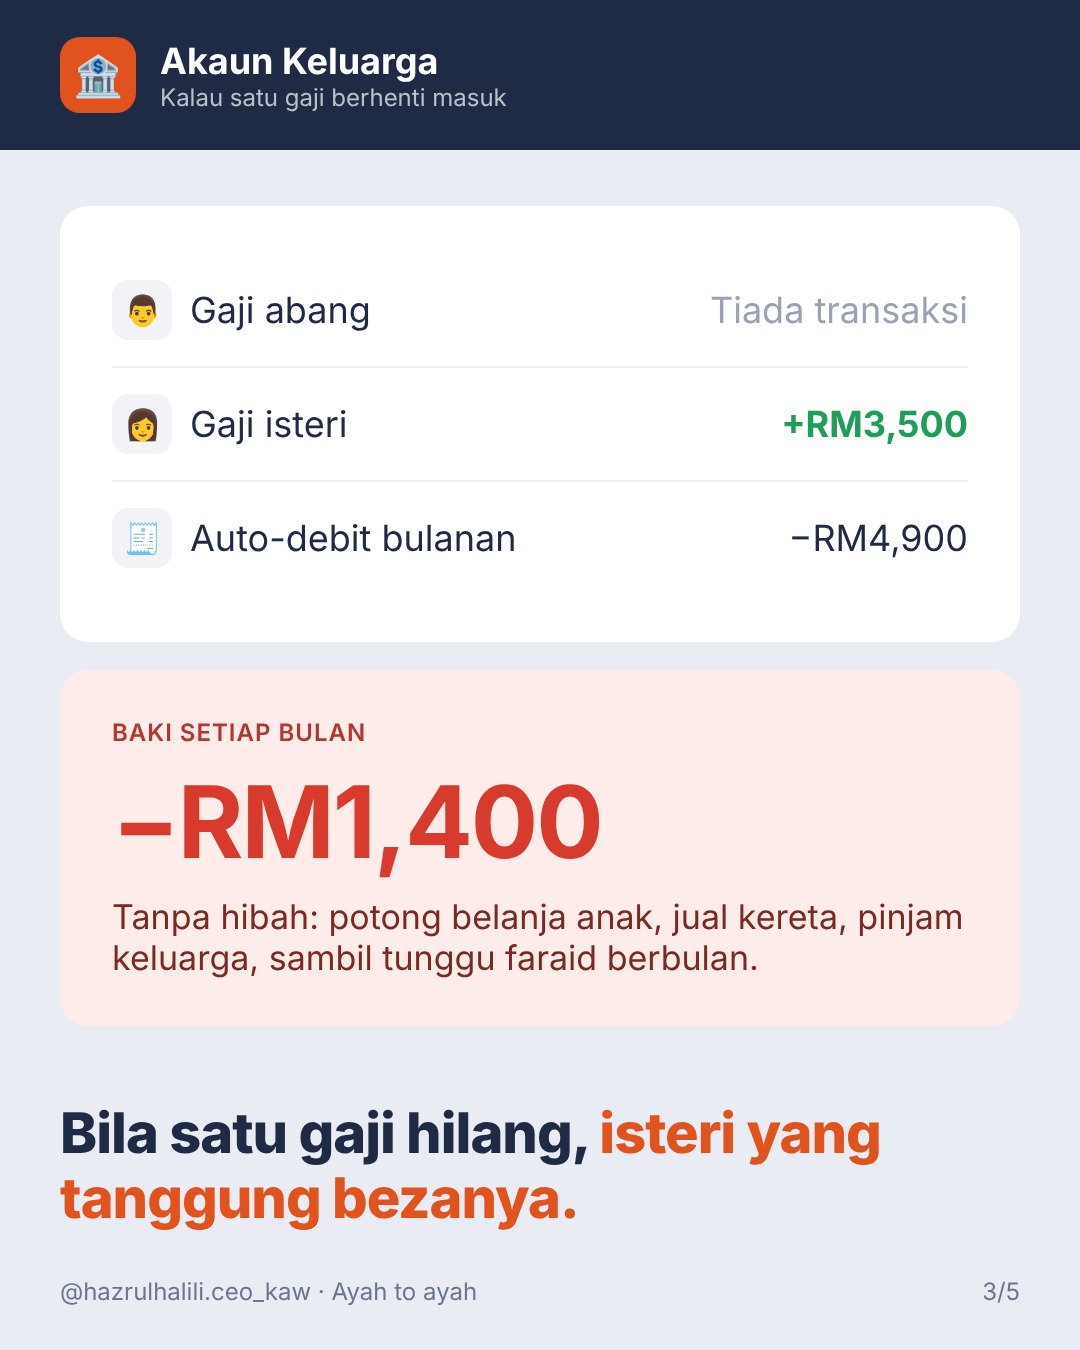 Akaun Keluarga
Kalau satu gaji berhenti masuk
Gaji abang
Tiada transaksi
Gaji isteri
+RM3,500
Auto-debit bulanan
−RM4,900
BAKI SETIAP BULAN
−RM1,400
Tanpa hibah: potong belanja anak, jual kereta, pinjam
keluarga, sambil tunggu faraid berbulan.
Bila satu gaji hilang, isteri yang
tanggung bezanya.
@hazrulhalili.ceo_kaw · Ayah to ayah
3/5